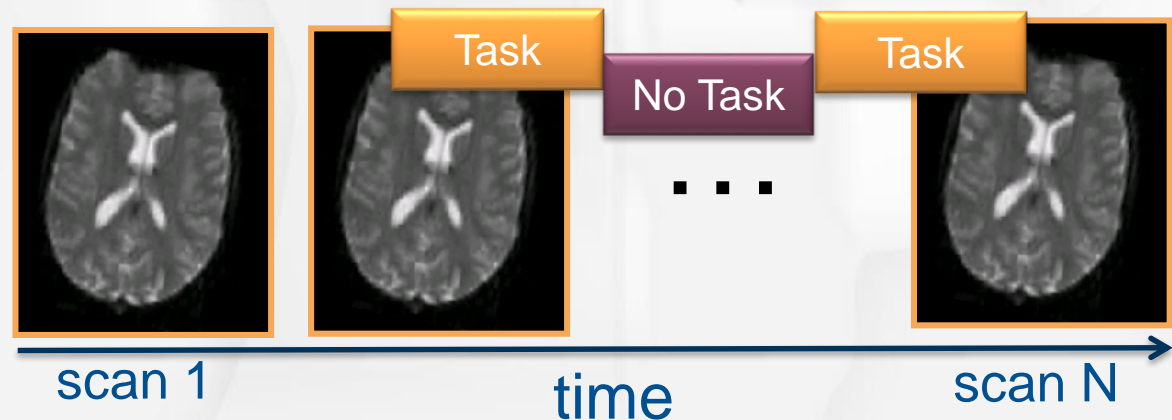 Task
No Task
Task
. . .
scan 1
time
scan N